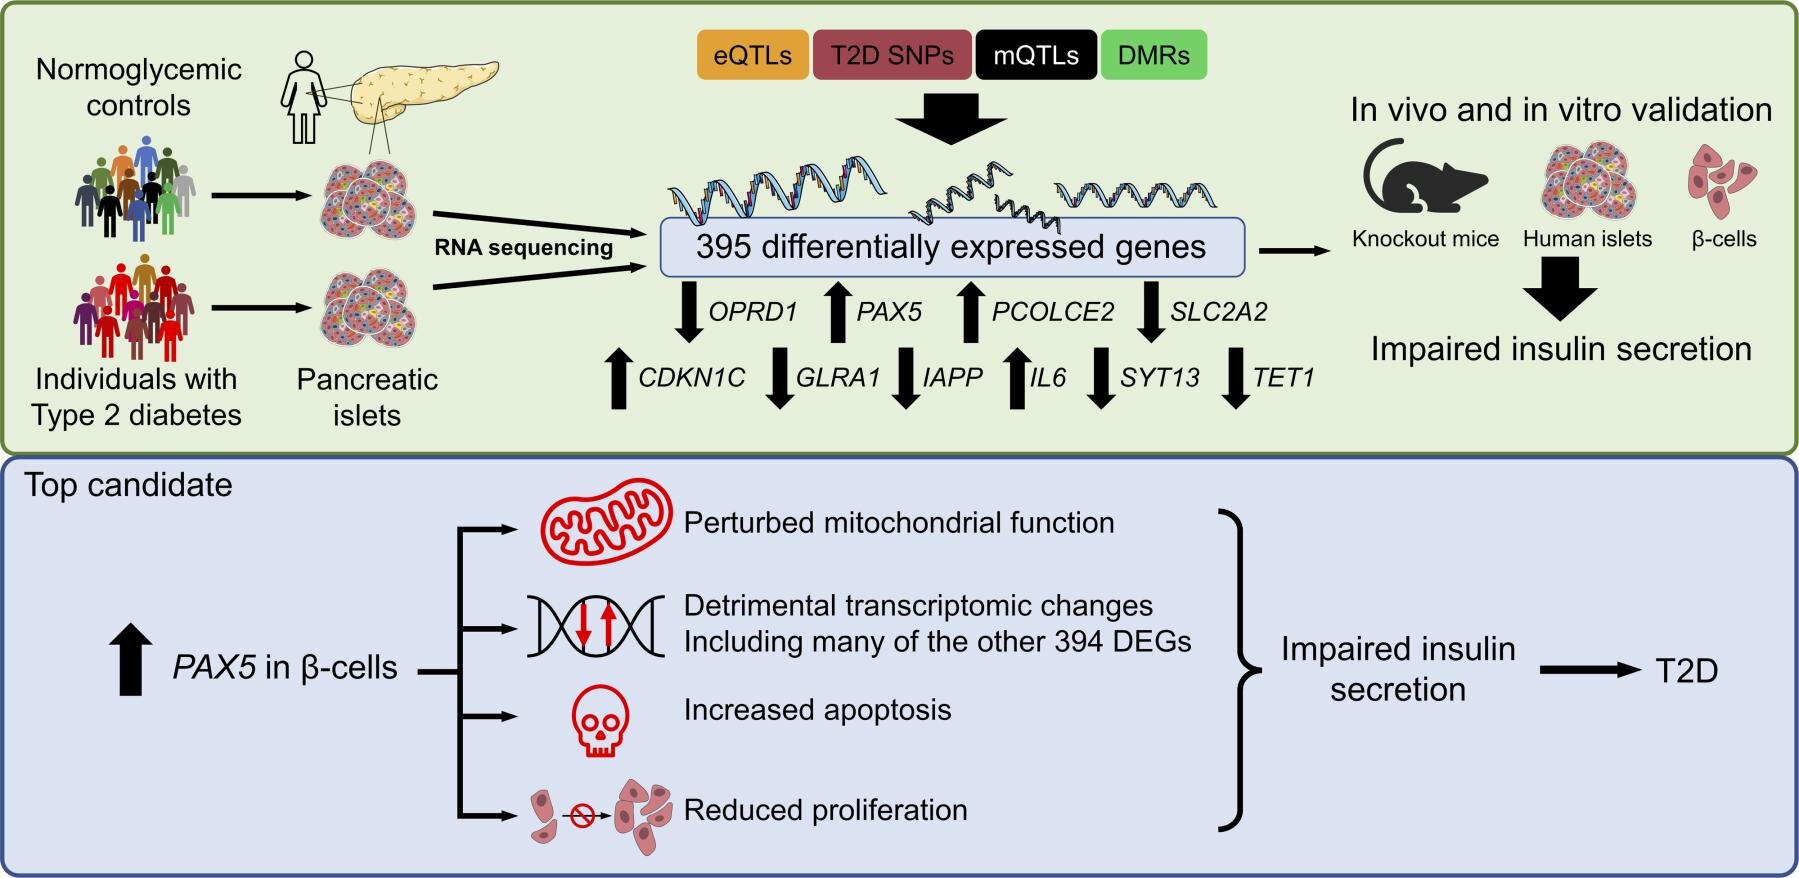 Normoglycemic
controls
Individuals with
Type 2 diabetes
Pancreatic
islets
RNA sequencing
eQTLs
T2D SNPs
mQTLs
DMRs
395 differentially expressed genes
OPRD1
PAX5
PCOLCE2
SLC2A2
CDKN1C
GLRA1
IAPP
IL6
SYT13
TET1
In vivo and in vitro validation
Knockout mice
Human islets
β-cells
Impaired insulin secretion
Top candidate
PAX5 in β-cells
Perturbed mitochondrial function
Detrimental transcriptomic changes
Including many of the other 394 DEGs
Increased apoptosis
Reduced proliferation
Impaired insulin
secretion
T2D